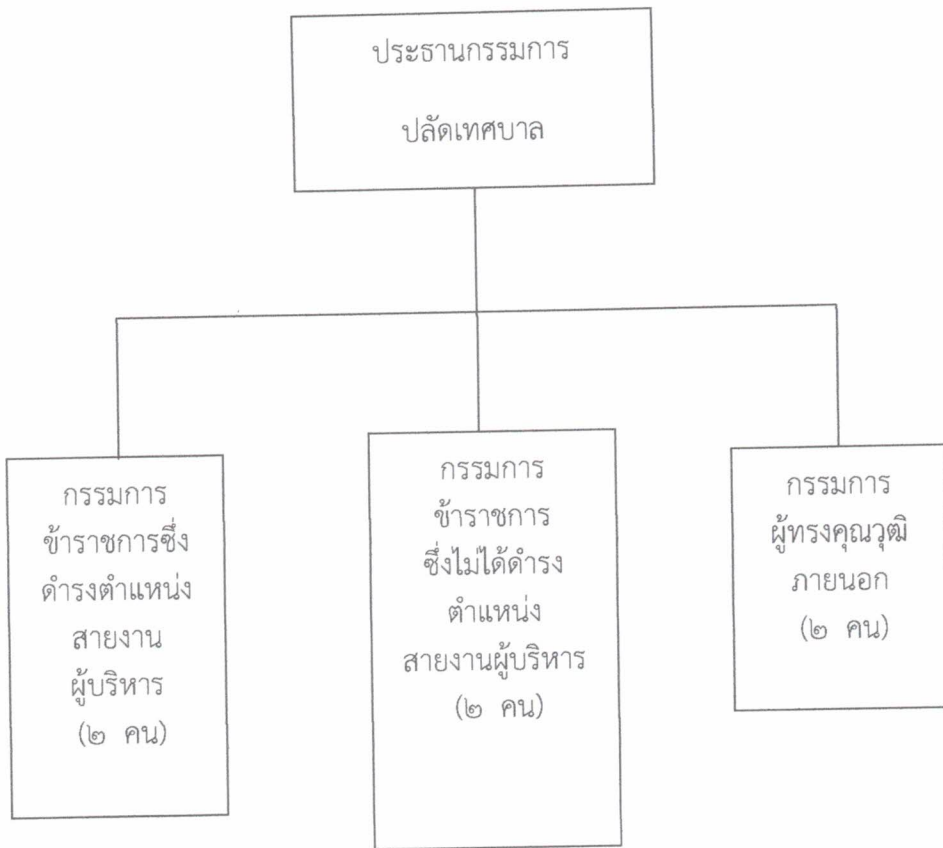 ประธานกรรมการ
ปลัดเทศบาล
กรรมการ
ข้าราชการซึ่ง
ดำรงตำแหน่ง
สายงาน
ผู้บริหาร
(๒ คน)
กรรมการ
ข้าราชการ
ซึ่งไม่ได้ดำรง
ตำแหน่ง
สายงานผู้บริหาร
(๒ คน)
กรรมการ
ผู้ทรงคุณวุฒิ
ภายนอก
(๒ คน)